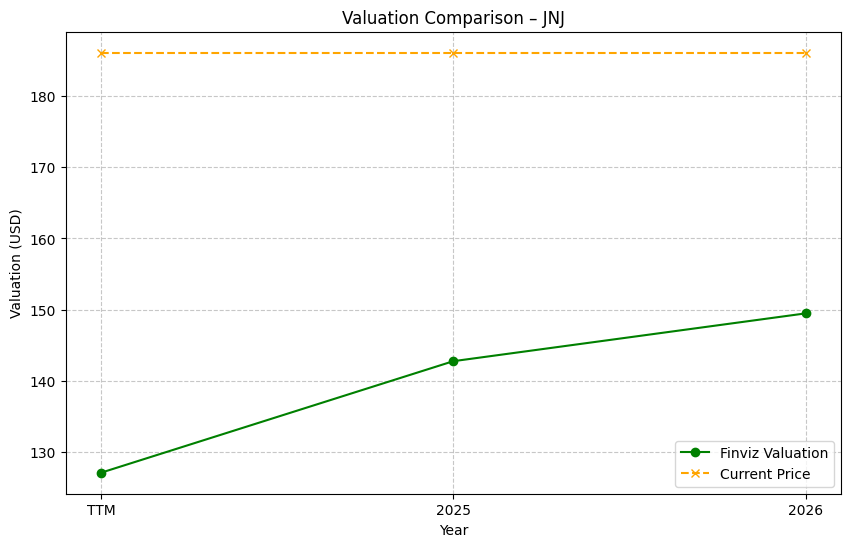 Valuation Comparison – JNJ
Valuation (USD)
180
170
160
150
140
130
TTM
2025
2026
Year
Finviz Valuation
Current Price